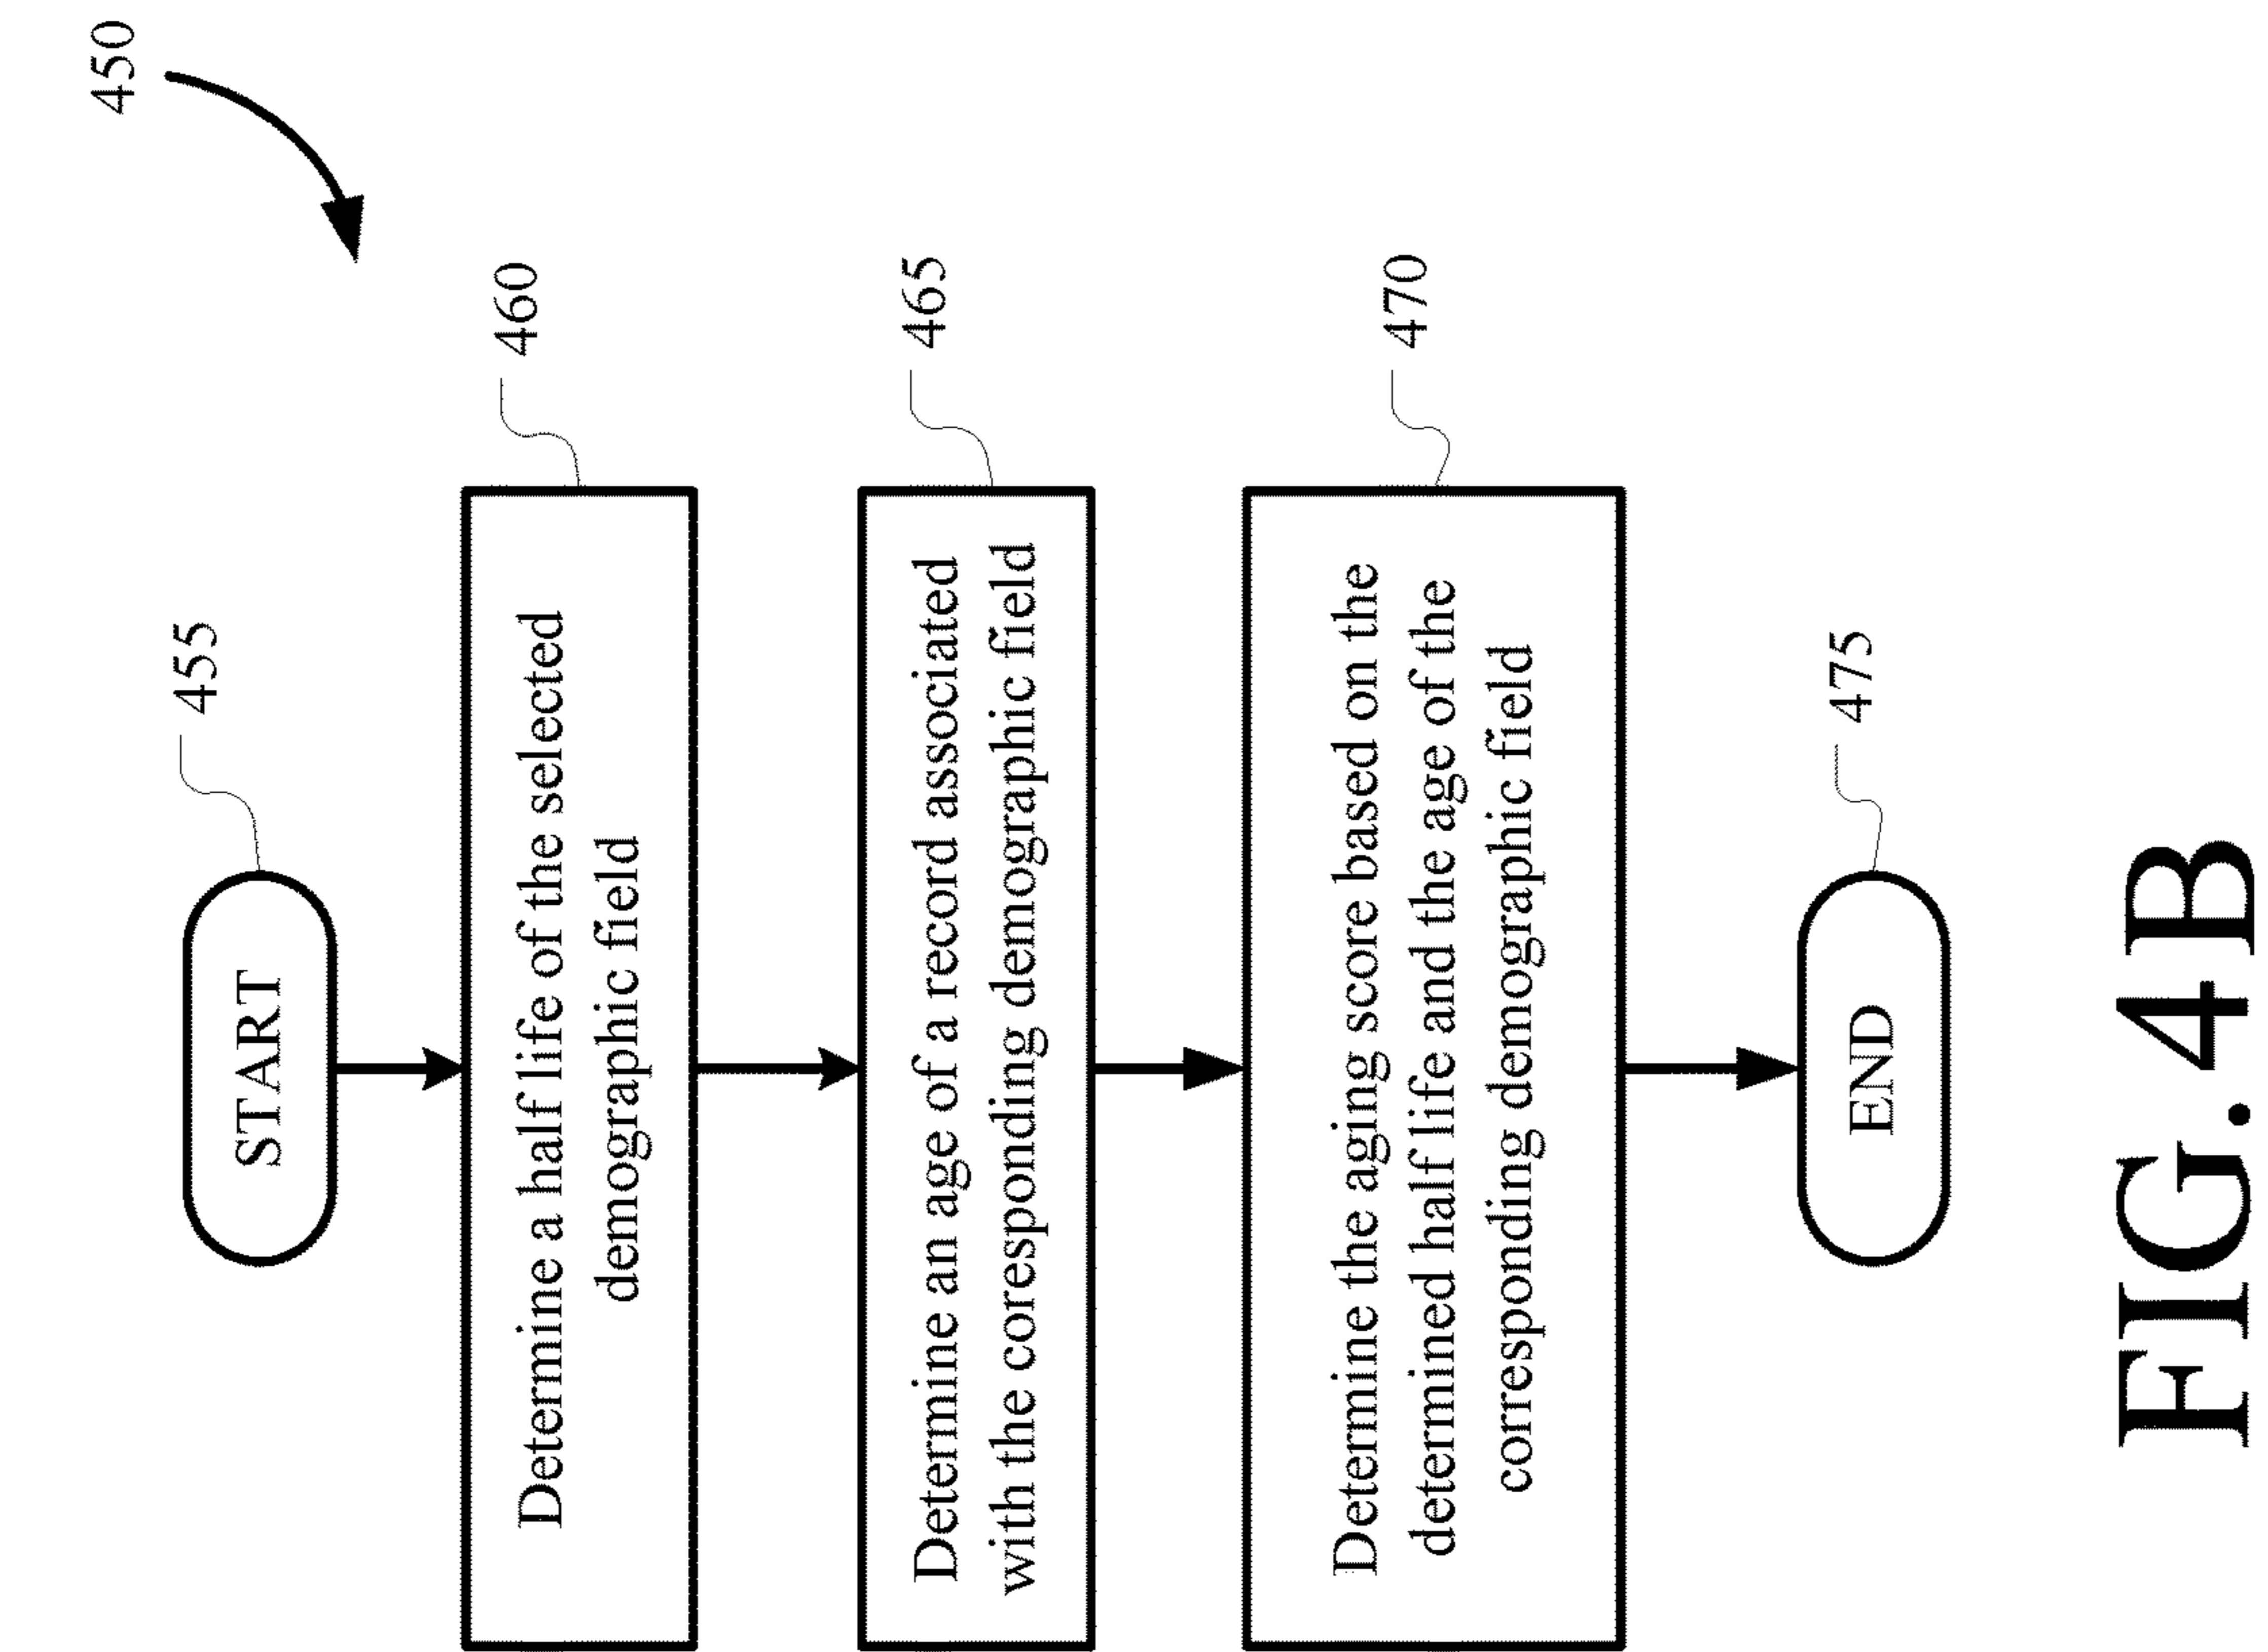 450
START
455
Determine a half life of the selected
demographic field
460
Determine an age of a record associated
with the coresponding demographic field
465
Determine the aging score based on the
determined half life and the age of the
corresponding demographic field
470
END
475
FIG. 4B